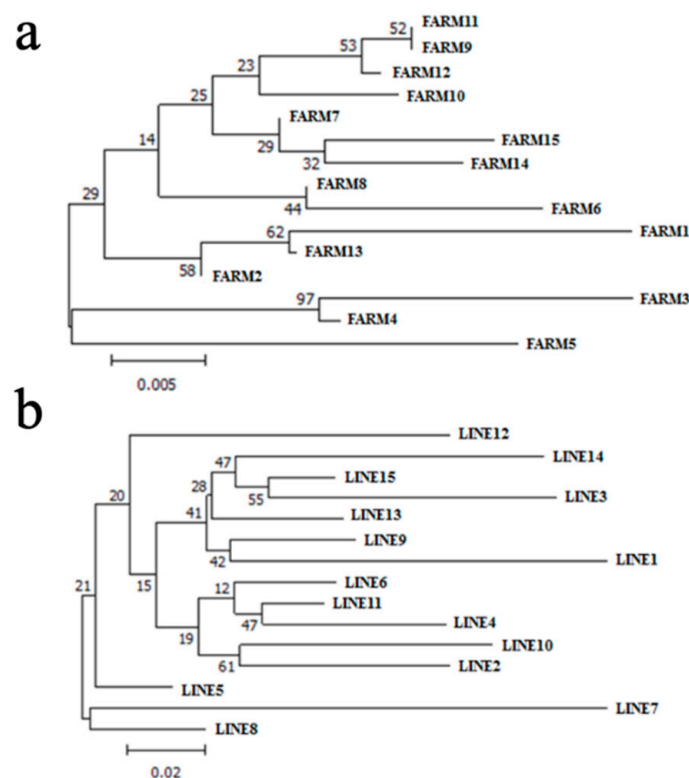 a
52
FARM11
FARM9
53
FARM12
23
FARM10
25
FARM7
14
29
FARM15
32
FARM14
FARM8
29
44
FARM6
62
FARM1
FARM13
58
FARM2
97
FARM3
FARM4
FARM5
0.005
b
LINE12
47
LINE14
28
LINE15
20
55
LINE3
41
LINE13
LINE9
42
LINE1
21
15
12
LINE6
LINE11
19
47
LINE4
LINE10
61
LINE2
LINE5
LINE7
LINE8
0.02